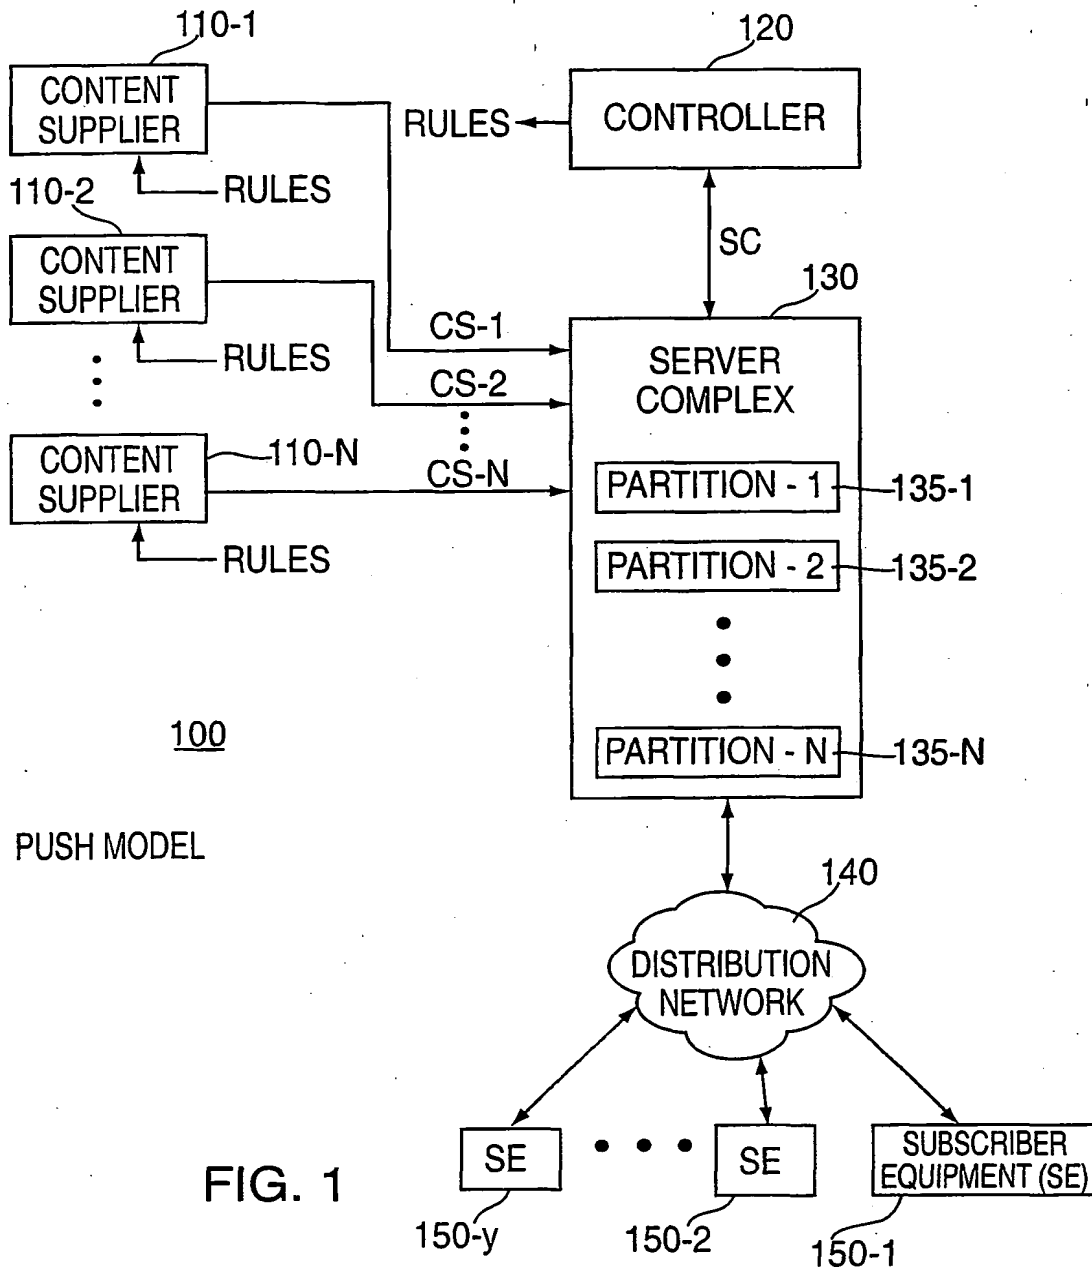 110-1
CONTENT
SUPPLIER
RULES
120
CONTROLLER
RULES
SC
110-2
CONTENT
SUPPLIER
RULES
110-N
CONTENT
SUPPLIER
RULES
CS-1
CS-2
CS-N
130
SERVER
COMPLEX
PARTITION - 1
135-1
PARTITION - 2
135-2
PARTITION - N
135-N
100
PUSH MODEL
140
DISTRIBUTION
NETWORK
SE
150-y
SE
150-2
SUBSCRIBER
EQUIPMENT (SE)
150-1
FIG. 1